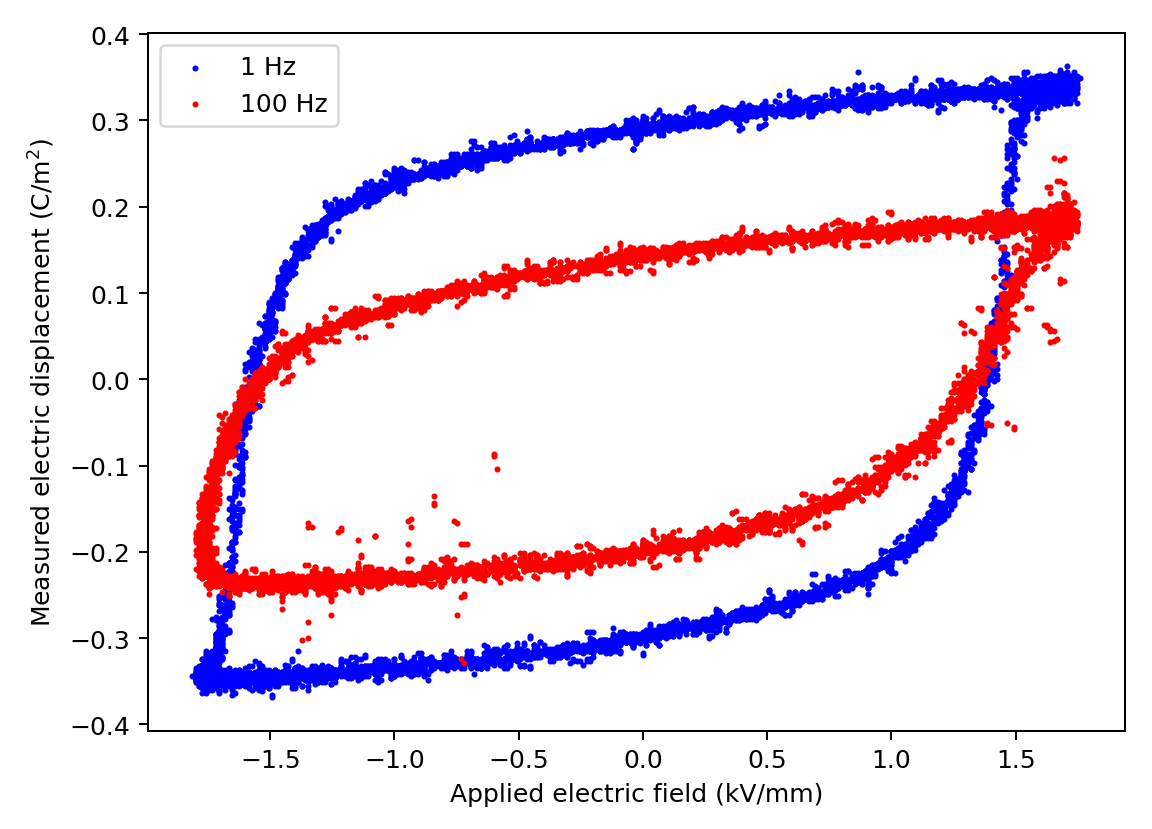 1 Hz
100 Hz
Measured electric displacement (C/m²)
0.4
0.3
0.2
0.1
0.0
−0.1
−0.2
−0.3
−0.4
−1.5 −1.0 −0.5 0.0 0.5 1.0 1.5
Applied electric field (kV/mm)